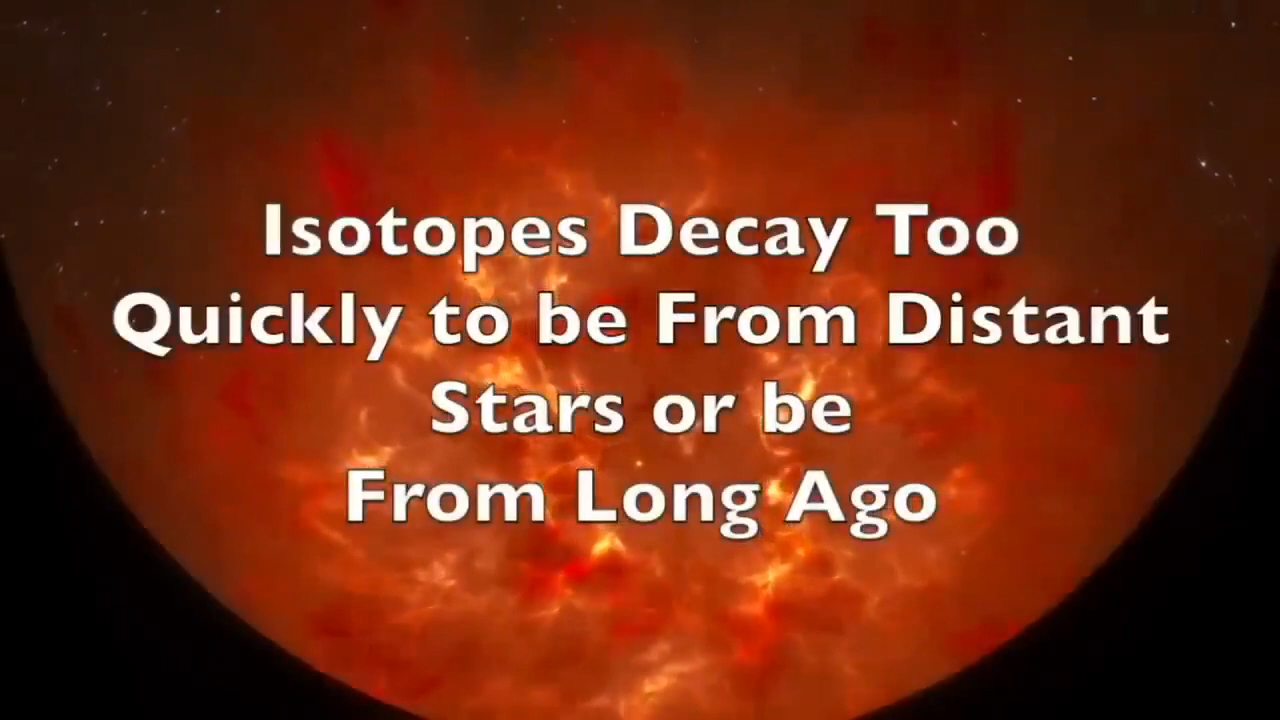 Isotopes Decay Too
Quickly to be From Distant
Stars or be
From Long Ago